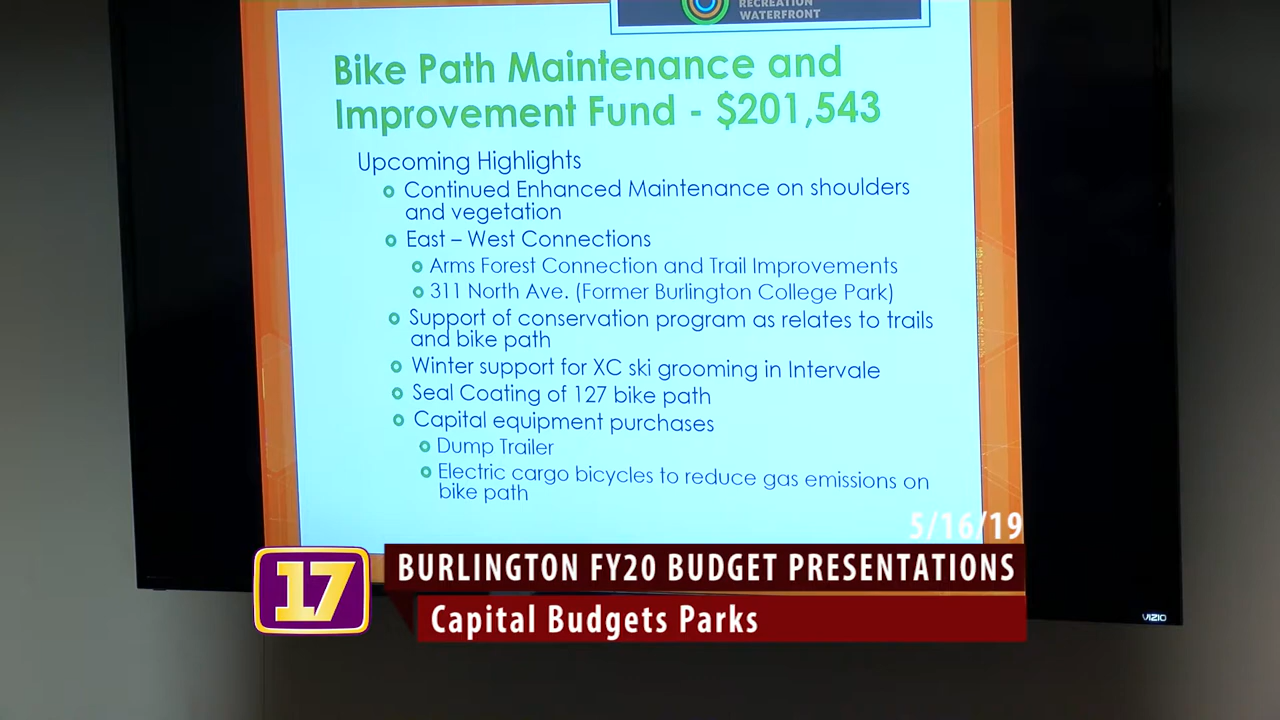 RECREATION
WATERFRONT
Bike Path Maintenance and
Improvement Fund - $201,543
Upcoming Highlights
Continued Enhanced Maintenance on shoulders
and vegetation
East – West Connections
Arms Forest Connection and Trail Improvements
311 North Ave. (Former Burlington College Park)
Support of conservation program as relates to trails
and bike path
Winter support for XC ski grooming in Intervale
Seal Coating of 127 bike path
Capital equipment purchases
Dump Trailer
Electric cargo bicycles to reduce gas emissions on
bike path
5/16/19
17
BURLINGTON FY20 BUDGET PRESENTATIONS
Capital Budgets Parks
VIZIO